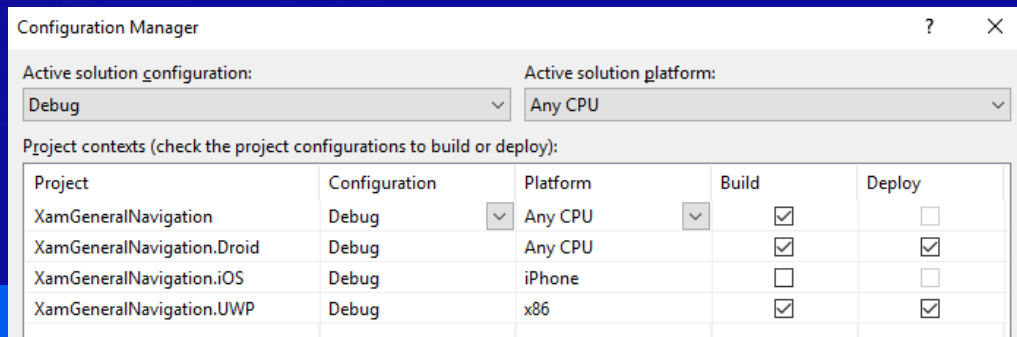 Configuration Manager ?
Active solution configuration: Active solution platform:
Debug Any CPU
Project contexts (check the project configurations to build or deploy):
Project Configuration Platform Build Deploy
XamGeneralNavigation Debug Any CPU
XamGeneralNavigation.Droid Debug Any CPU
XamGeneralNavigation.iOS Debug iPhone
XamGeneralNavigation.UWP Debug x86